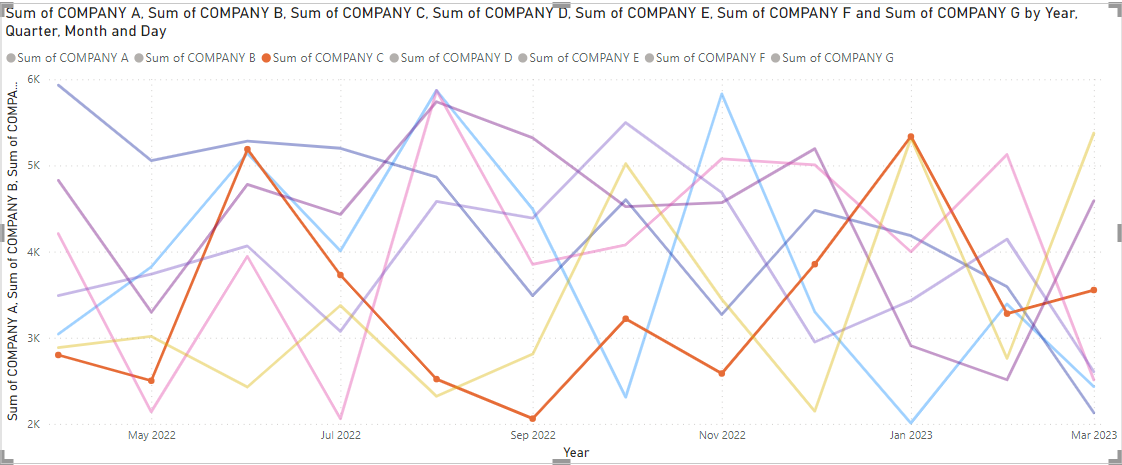 Sum of COMPANY A, Sum of COMPANY B, Sum of COMPANY C, Sum of COMPANY D, Sum of COMPANY E, Sum of COMPANY F and Sum of COMPANY G by Year,
Quarter, Month and Day
Sum of COMPANY A Sum of COMPANY B Sum of COMPANY C Sum of COMPANY D Sum of COMPANY E Sum of COMPANY F Sum of COMPANY G
Sum of COMPANY A, Sum of COMPANY B, Sum of COMPA...
6K
5K
4K
3K
2K
May 2022 Jul 2022 Sep 2022 Nov 2022 Jan 2023 Mar 2023
Year